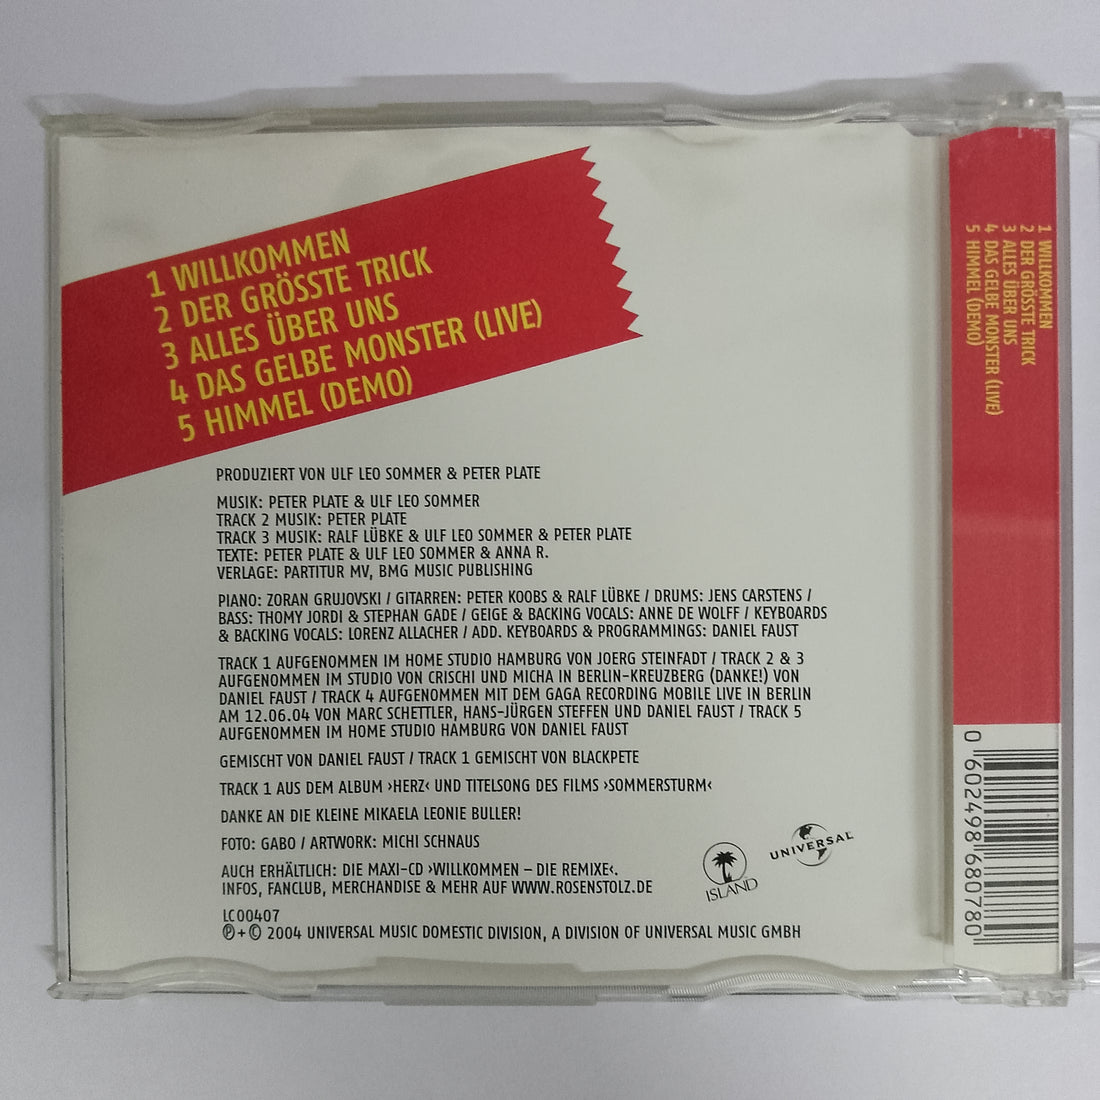 1 WILLKOMMEN
2 DER GRÖSSTE TRICK
3 ALLES ÜBER UNS
4 DAS GELBE MONSTER (LIVE)
5 HIMMEL (DEMO)
PRODUZIERT VON ULF LEO SOMMER & PETER PLATE
MUSIK: PETER PLATE & ULF LEO SOMMER
TRACK 2 MUSIK: PETER PLATE
TRACK 3 MUSIK: RALF LÜBKE & ULF LEO SOMMER & PETER PLATE
TEXTE: PETER PLATE & ULF LEO SOMMER & ANNA R.
VERLAGE: PARTITUR MV, BMG MUSIC PUBLISHING
PIANO: ZORAN GRUJOVSKI / GITARREN: PETER KOOBS & RALF LÜBKE / DRUMS: JENS CARSTENS /
BASS: THOMY JORDI & STEPHAN GADE / GEIGE & BACKING VOCALS: ANNE DE WOLFF / KEYBOARDS
& BACKING VOCALS: LORENZ ALLACHER / ADD. KEYBOARDS & PROGRAMMINGS: DANIEL FAUST
TRACK 1 AUFGENOMMEN IM HOME STUDIO HAMBURG VON JOERG STEINFADT / TRACK 2 & 3
AUFGENOMMEN IM STUDIO VON CRISCHI UND MICHA IN BERLIN-KREUZBERG (DANKE!) VON
DANIEL FAUST / TRACK 4 AUFGENOMMEN MIT DEM GAGA RECORDING MOBILE LIVE IN BERLIN
AM 12.06.04 VON MARC SCHETTLER, HANS-JÜRGEN STEFFEN UND DANIEL FAUST / TRACK 5
AUFGENOMMEN IM HOME STUDIO HAMBURG VON DANIEL FAUST
GEMISCHT VON DANIEL FAUST / TRACK 1 GEMISCHT VON BLACKPETE
TRACK 1 AUS DEM ALBUM ›HERZ‹ UND TITELSONG DES FILMS ›SOMMERSTURM‹
DANKE AN DIE KLEINE MIKAELA LEONIE BULLER!
FOTO: GABO / ARTWORK: MICHI SCHNAUS
AUCH ERHÄLTLICH: DIE MAXI-CD ›WILLKOMMEN – DIE REMIXE‹.
INFOS, FANCLUB, MERCHANDISE & MEHR AUF WWW.ROSENSTOLZ.DE
LC00407
℗+© 2004 UNIVERSAL MUSIC DOMESTIC DIVISION, A DIVISION OF UNIVERSAL MUSIC GMBH
ISLAND
UNIVERSAL
1 WILLKOMMEN
2 DER GRÖSSTE TRICK
3 ALLES ÜBER UNS
4 DAS GELBE MONSTER (LIVE)
5 HIMMEL (DEMO)
0 602498 680780